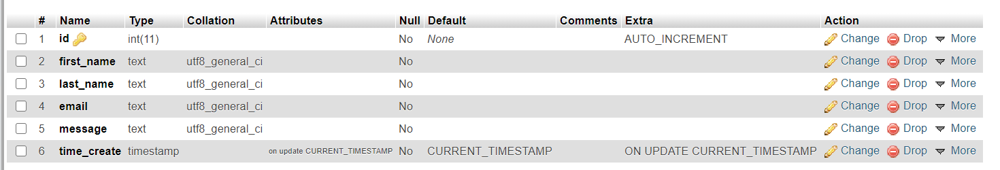 # Name Type Collation Attributes Null Default Comments Extra Action
1 id int(11) No None AUTO_INCREMENT Change Drop More
2 first_name text utf8_general_ci No Change Drop More
3 last_name text utf8_general_ci No Change Drop More
4 email text utf8_general_ci No Change Drop More
5 message text utf8_general_ci No Change Drop More
6 time_create timestamp on update CURRENT_TIMESTAMP No CURRENT_TIMESTAMP ON UPDATE CURRENT_TIMESTAMP Change Drop More